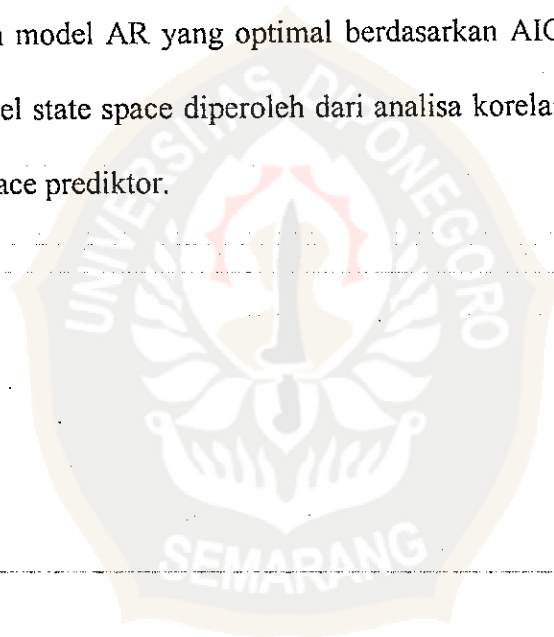 model AR yang optimal berdasarkan AIC
el state space diperoleh dari analisa korela
ace prediktor.
UNIVERSITAS DIPONEGORO
SEMARANG